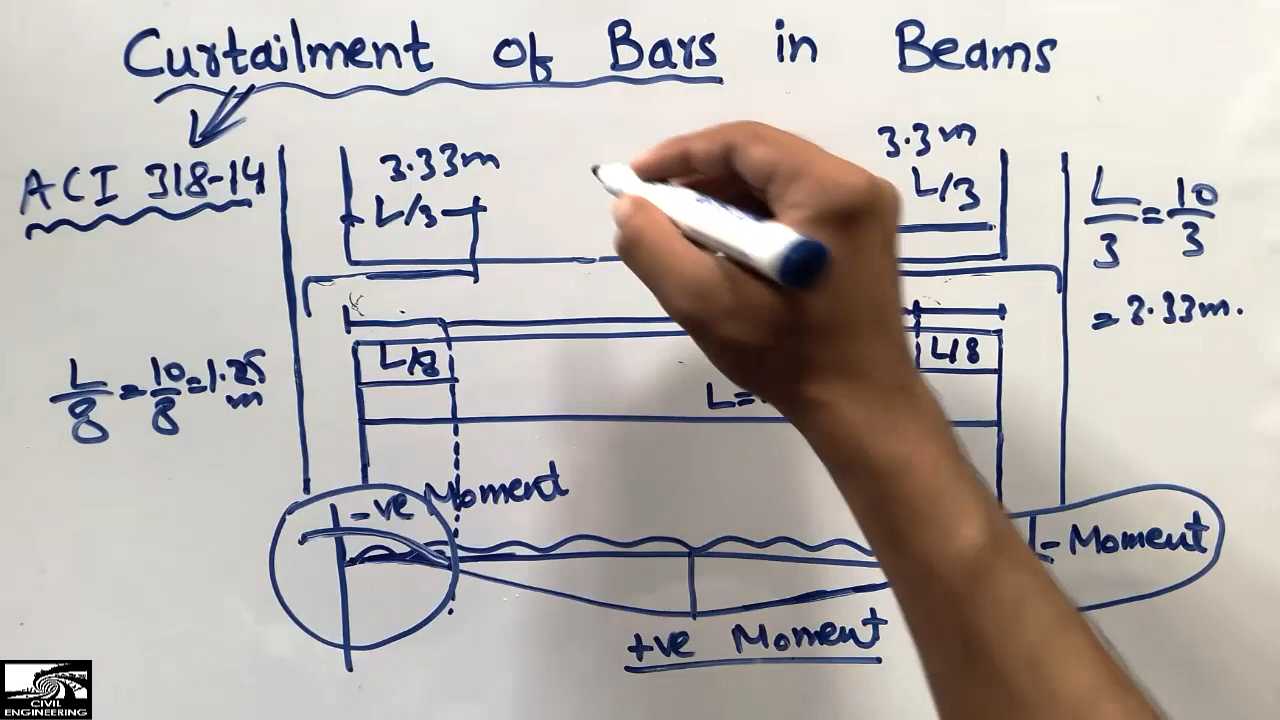 Curtailment of Bars in Beams
ACI 318-14
3.33m
L/3
3.3m
L/3
L/3 = 10/3
= 3.33m.
L/8
L/8
L/8 = 10/8 = 1.25
m
L=
-ve Moment
- Moment
+ve Moment
CIVIL
ENGINEERING